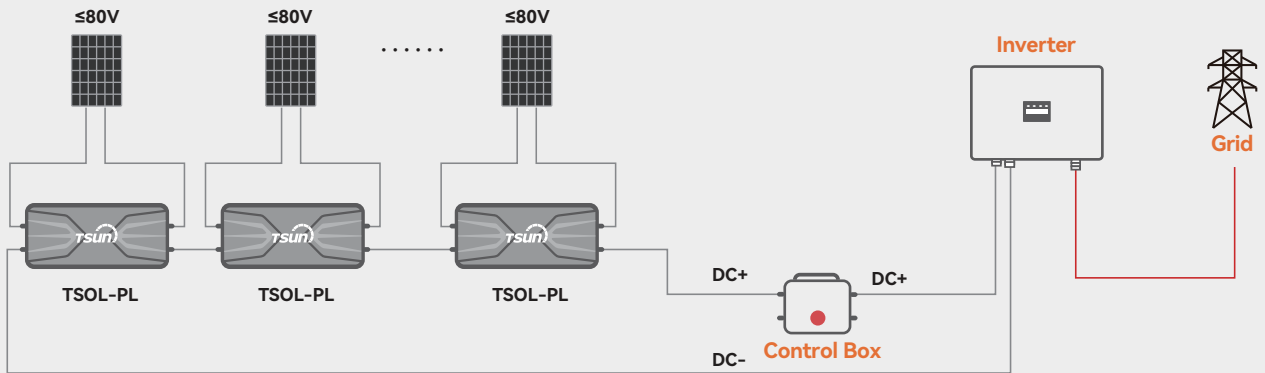 ≤80V
≤80V
≤80V
......
Inverter
Grid
TSUN
TSUN
TSUN
TSOL-PL
TSOL-PL
TSOL-PL
DC+
DC+
Control Box
DC-